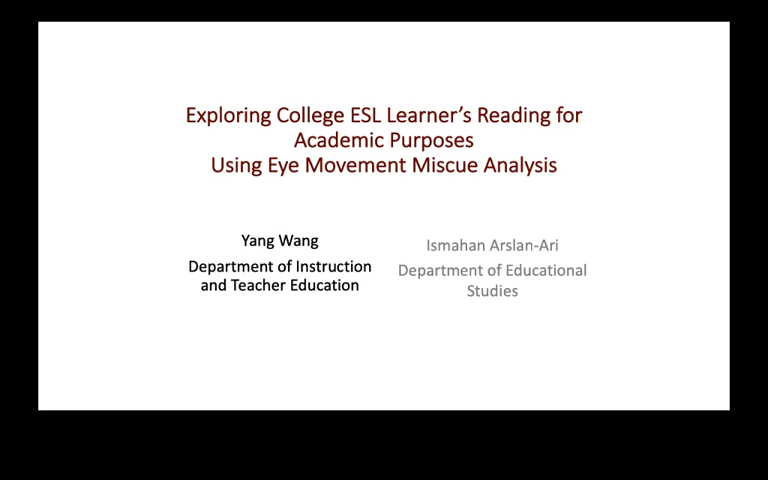 Exploring College ESL Learner's Reading for
Academic Purposes
Using Eye Movement Miscue Analysis
Yang Wang
Department of Instruction
and Teacher Education
Ismahan Arslan-Ari
Department of Educational
Studies